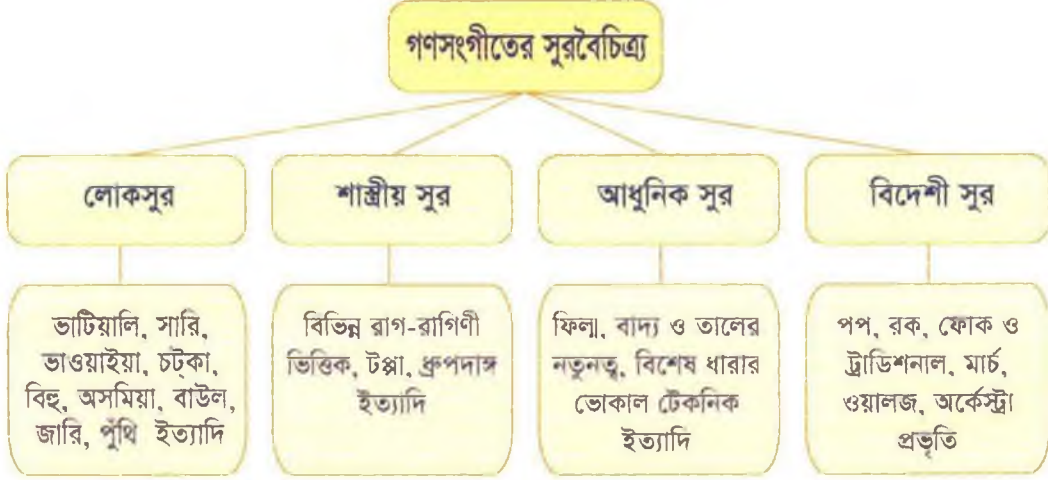 গণসংগীতের সুরবৈচিত্র্য
লোকসুর
শাস্ত্রীয় সুর
আধুনিক সুর
বিদেশী সুর
ভাটিয়ালি, সারি,
ভাওয়াইয়া, চট্‌কা,
বিহু, অসমিয়া, বাউল,
জারি, পুঁথি ইত্যাদি
বিভিন্ন রাগ-রাগিণী
ভিত্তিক, টপ্পা, ধ্রুপদাঙ্গ
ইত্যাদি
ফিল্ম, বাদ্য ও তালের
নতুনত্ব, বিশেষ ধারার
ভোকাল টেকনিক
ইত্যাদি
পপ, রক, ফোক ও
ট্রাডিশনাল, মার্চ,
ওয়ালজ, অর্কেস্ট্রা
প্রভৃতি